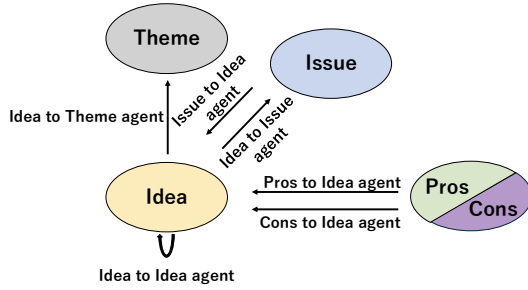 Theme
Issue
Idea to Theme agent
Issue to Idea
agent
Idea to Issue
agent
Idea
Pros to Idea agent
Cons to Idea agent
Pros
Cons
Idea to Idea agent